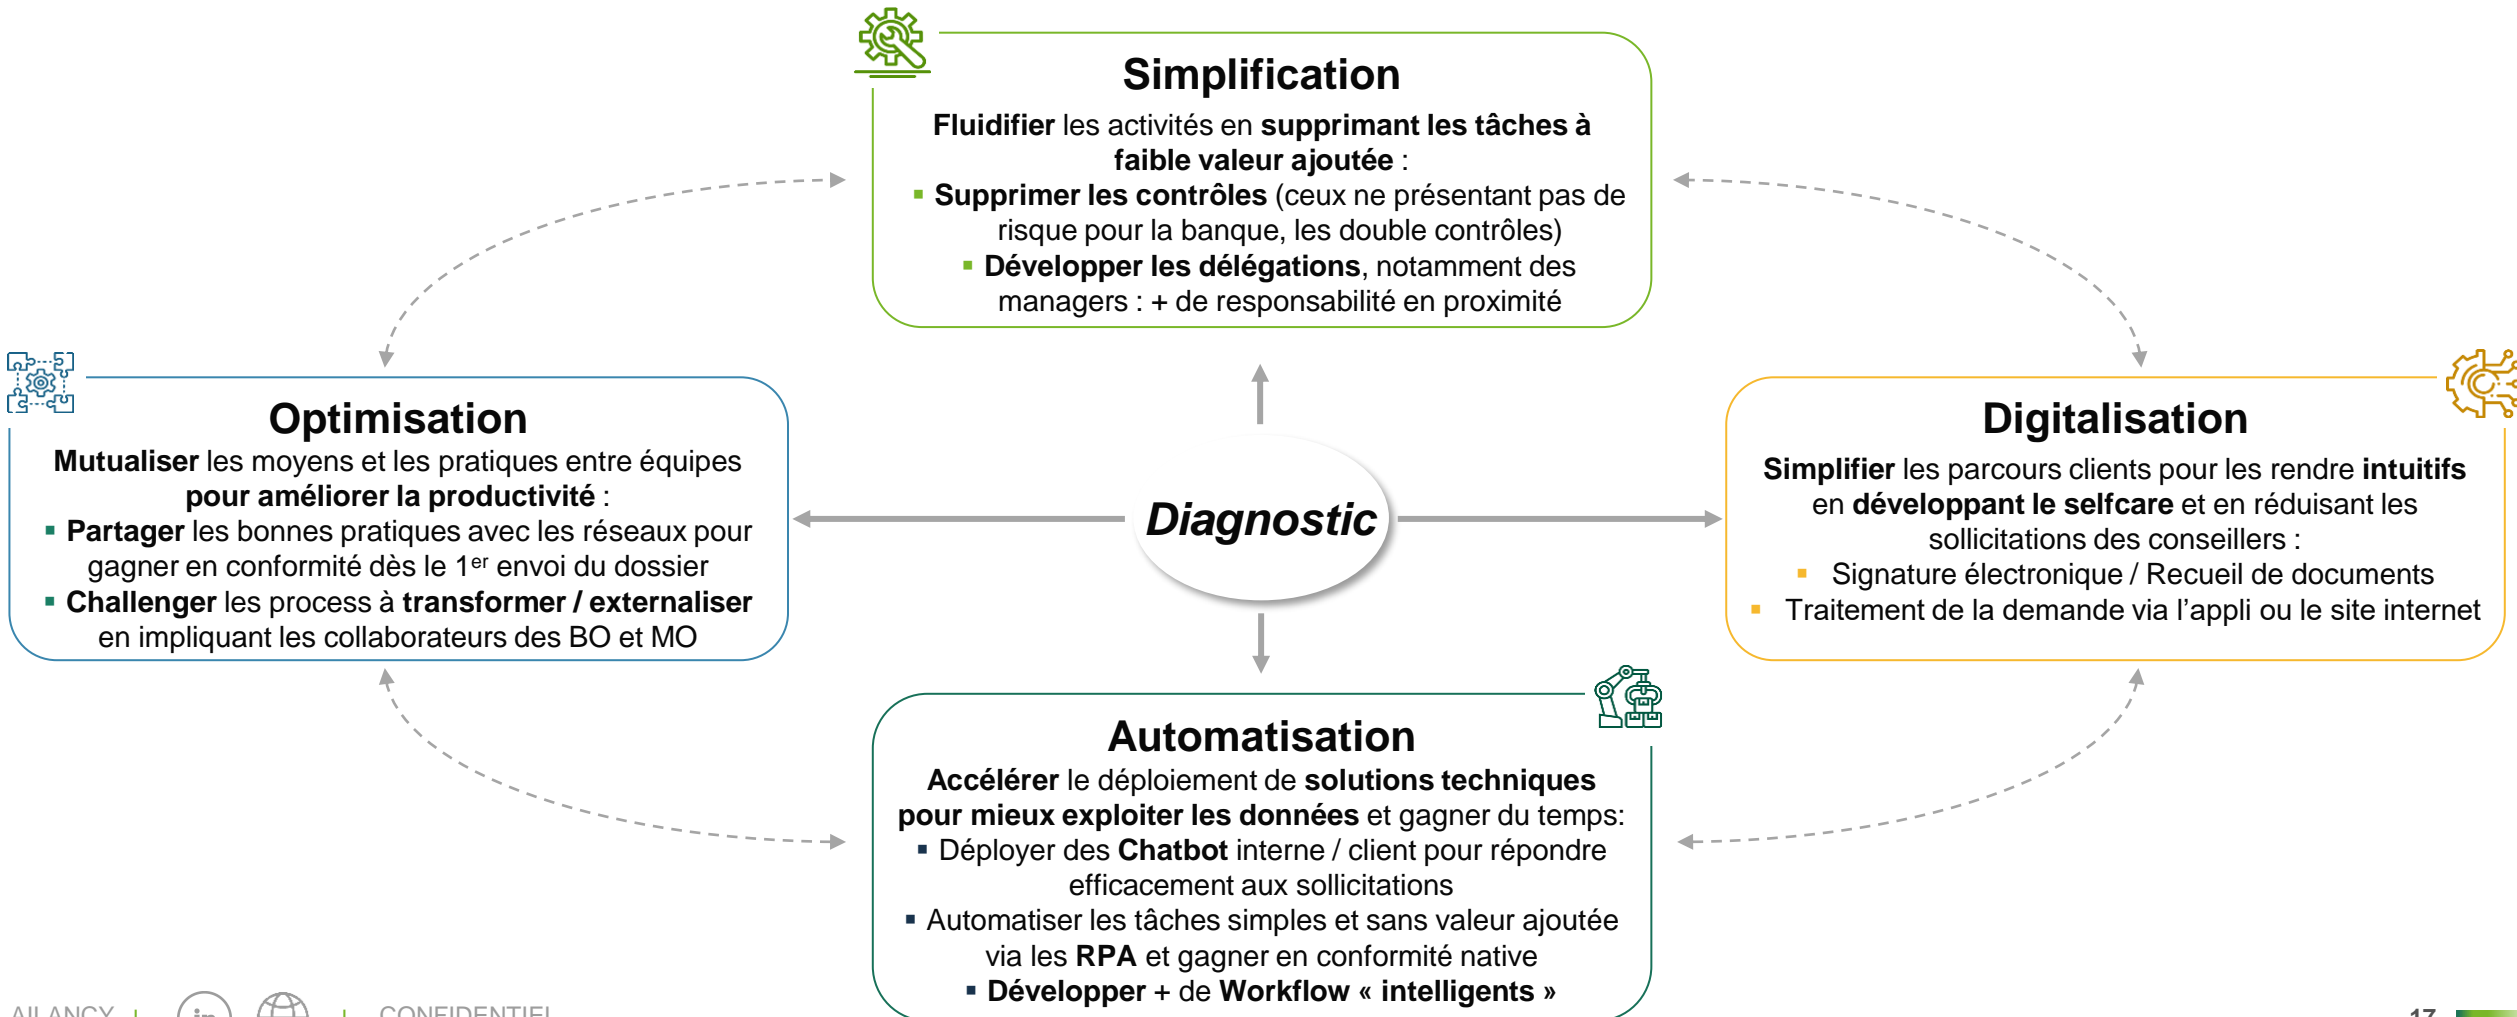 Simplification
Fluidifier les activités en supprimant les tâches à
faible valeur ajoutée :
▪ Supprimer les contrôles (ceux ne présentant pas de
risque pour la banque, les double contrôles)
▪ Développer les délégations, notamment des
managers : + de responsabilité en proximité
Optimisation
Mutualiser les moyens et les pratiques entre équipes
pour améliorer la productivité :
▪ Partager les bonnes pratiques avec les réseaux pour
gagner en conformité dès le 1er envoi du dossier
▪ Challenger les process à transformer / externaliser
en impliquant les collaborateurs des BO et MO
Diagnostic
Digitalisation
Simplifier les parcours clients pour les rendre intuitifs
en développant le selfcare et en réduisant les
sollicitations des conseillers :
▪ Signature électronique / Recueil de documents
▪ Traitement de la demande via l’appli ou le site internet
Automatisation
Accélérer le déploiement de solutions techniques
pour mieux exploiter les données et gagner du temps:
▪ Déployer des Chatbot interne / client pour répondre
efficacement aux sollicitations
▪ Automatiser les tâches simples et sans valeur ajoutée
via les RPA et gagner en conformité native
▪ Développer + de Workflow « intelligents »
AILANCY | in | CONFIDENTIEL
17